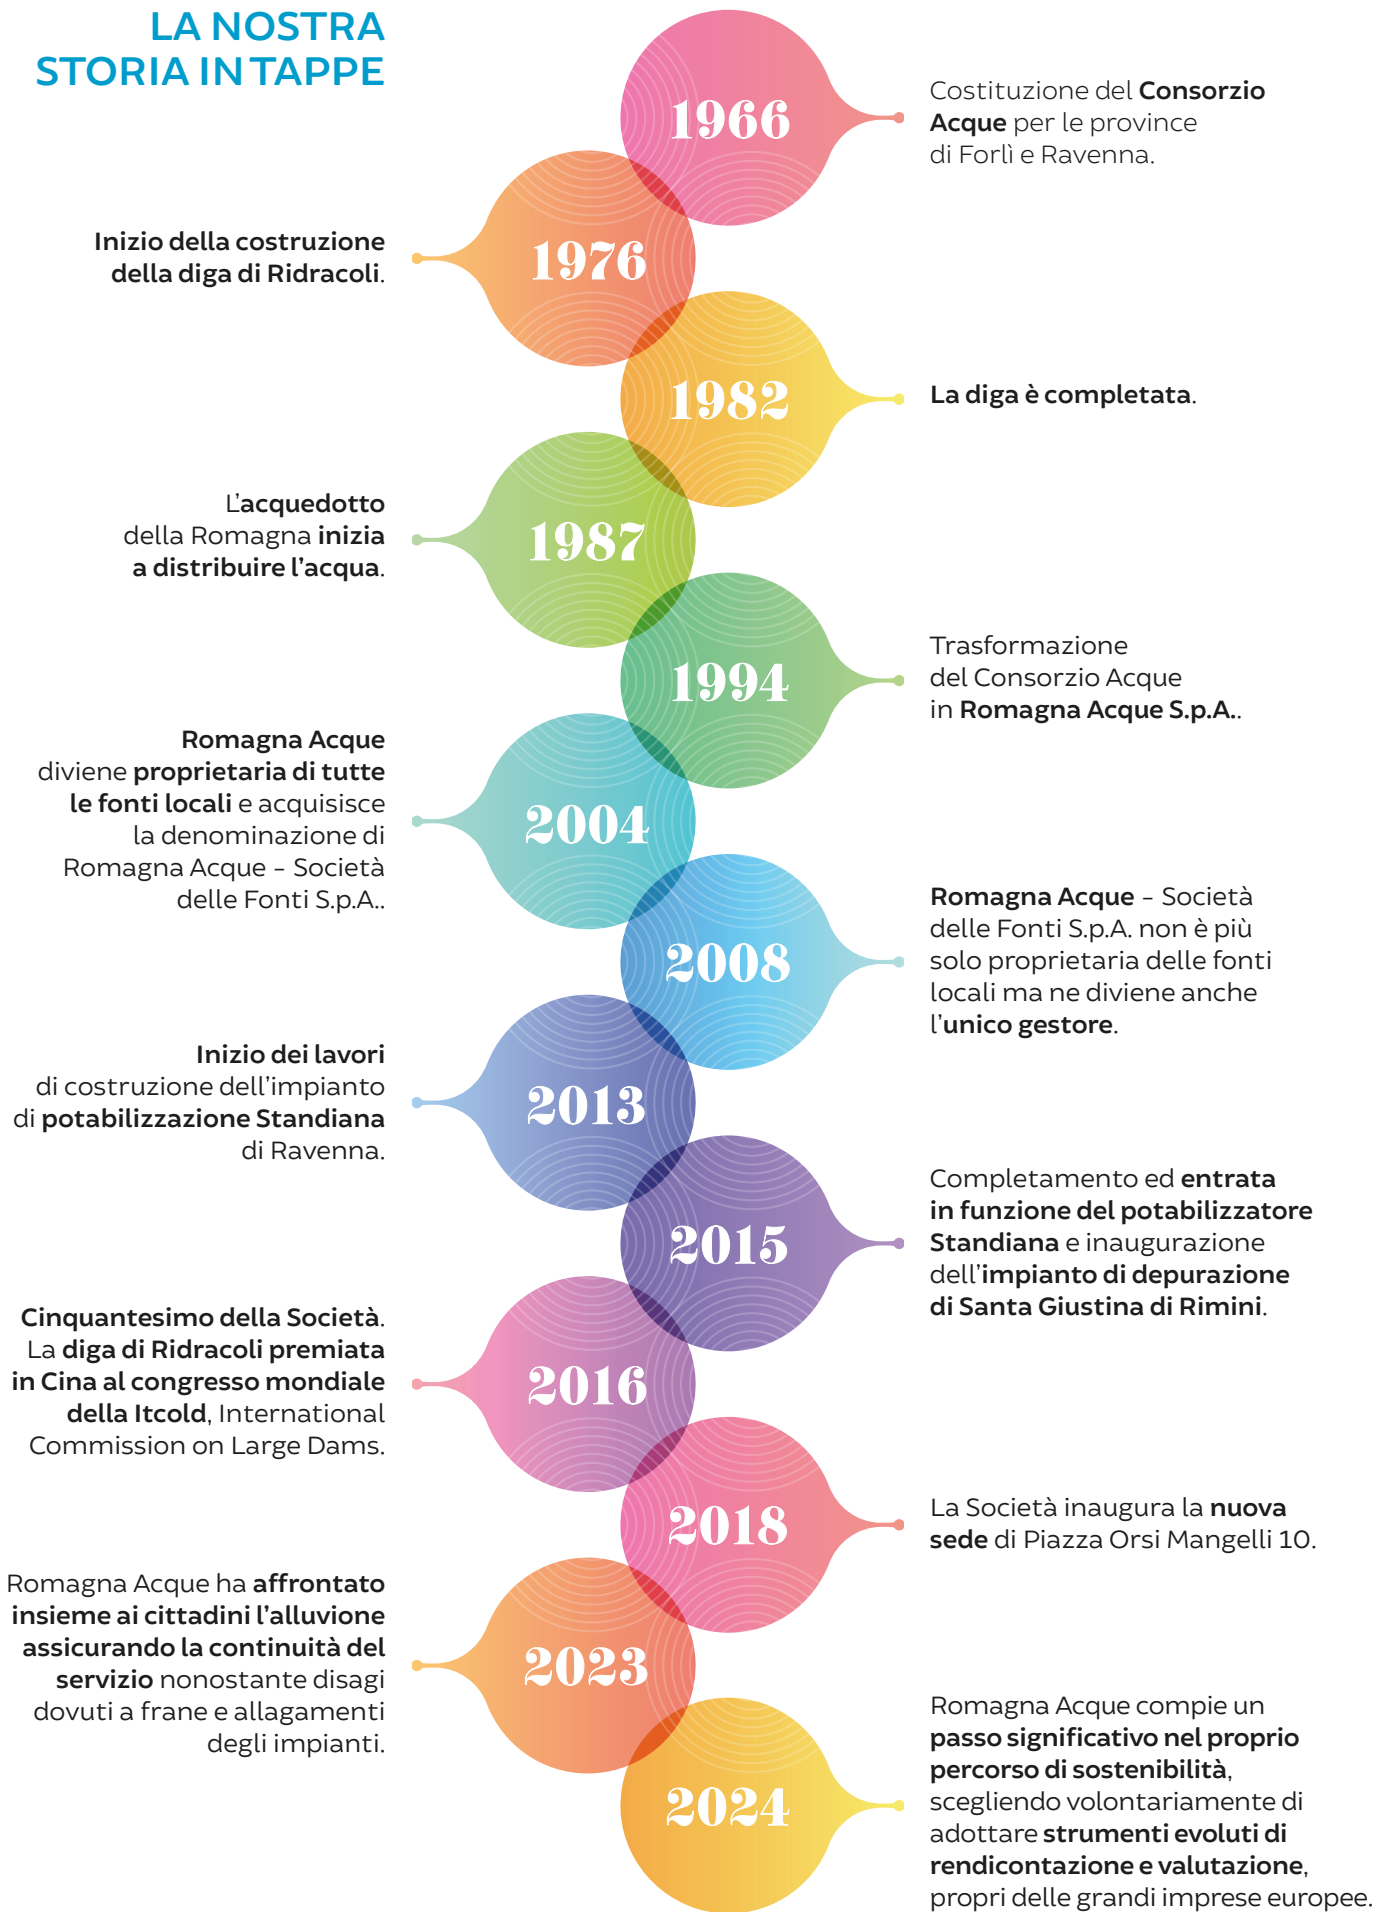 LA NOSTRA
STORIA IN TAPPE
1966
Costituzione del Consorzio
Acque per le province
di Forlì e Ravenna.
1976
Inizio della costruzione
della diga di Ridracoli.
1982
La diga è completata.
1987
L'acquedotto
della Romagna inizia
a distribuire l'acqua.
1994
Trasformazione
del Consorzio Acque
in Romagna Acque S.p.A..
2004
Romagna Acque
diviene proprietaria di tutte
le fonti locali e acquisisce
la denominazione di
Romagna Acque – Società
delle Fonti S.p.A..
2008
Romagna Acque – Società
delle Fonti S.p.A. non è più
solo proprietaria delle fonti
locali ma ne diviene anche
l'unico gestore.
2013
Inizio dei lavori
di costruzione dell'impianto
di potabilizzazione Standiana
di Ravenna.
2015
Completamento ed entrata
in funzione del potabilizzatore
Standiana e inaugurazione
dell'impianto di depurazione
di Santa Giustina di Rimini.
2016
Cinquantesimo della Società.
La diga di Ridracoli premiata
in Cina al congresso mondiale
della Itcold, International
Commission on Large Dams.
2018
La Società inaugura la nuova
sede di Piazza Orsi Mangelli 10.
2023
Romagna Acque ha affrontato
insieme ai cittadini l'alluvione
assicurando la continuità del
servizio nonostante disagi
dovuti a frane e allagamenti
degli impianti.
2024
Romagna Acque compie un
passo significativo nel proprio
percorso di sostenibilità,
scegliendo volontariamente di
adottare strumenti evoluti di
rendicontazione e valutazione,
propri delle grandi imprese europee.